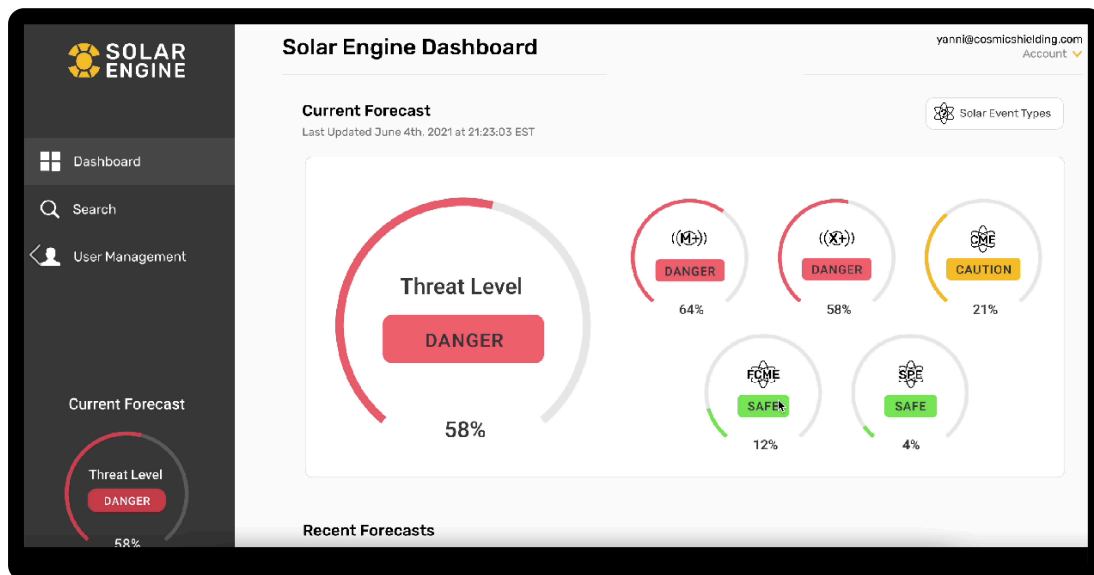 SOLAR
ENGINE
Dashboard
Search
User Management
Current Forecast
Threat Level
DANGER
58%
Solar Engine Dashboard
yanni@cosmicshielding.com
Account
Current Forecast
Last Updated June 4th, 2021 at 21:23:03 EST
Solar Event Types
Threat Level
DANGER
58%
((M+))
DANGER
64%
((X+))
DANGER
58%
CME
CAUTION
21%
FCME
SAFE
12%
SPE
SAFE
4%
Recent Forecasts